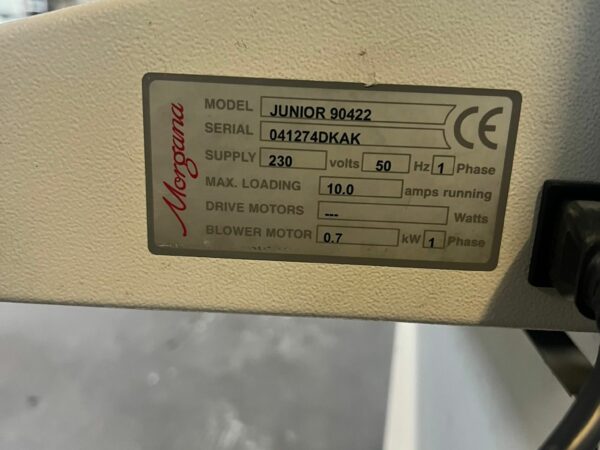 Morgana
MODEL JUNIOR 90422
SERIAL 041274DKAK CE
SUPPLY 230 volts 50 Hz 1 Phase
MAX. LOADING 10.0 amps running
DRIVE MOTORS --- Watts
BLOWER MOTOR 0.7 kW 1 Phase